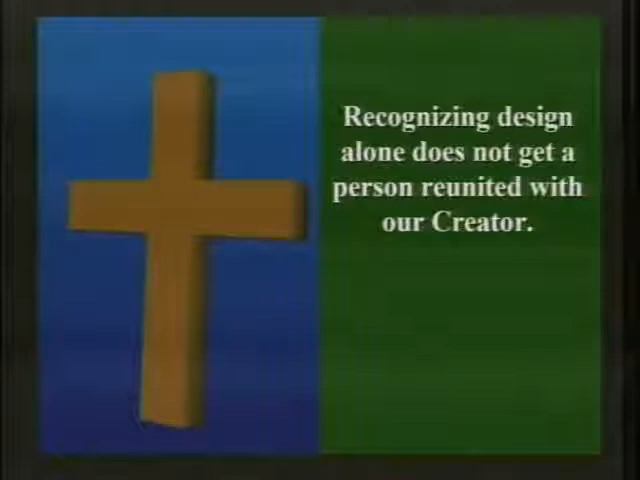 Recognizing design
alone does not get a
person reunited with
our Creator.